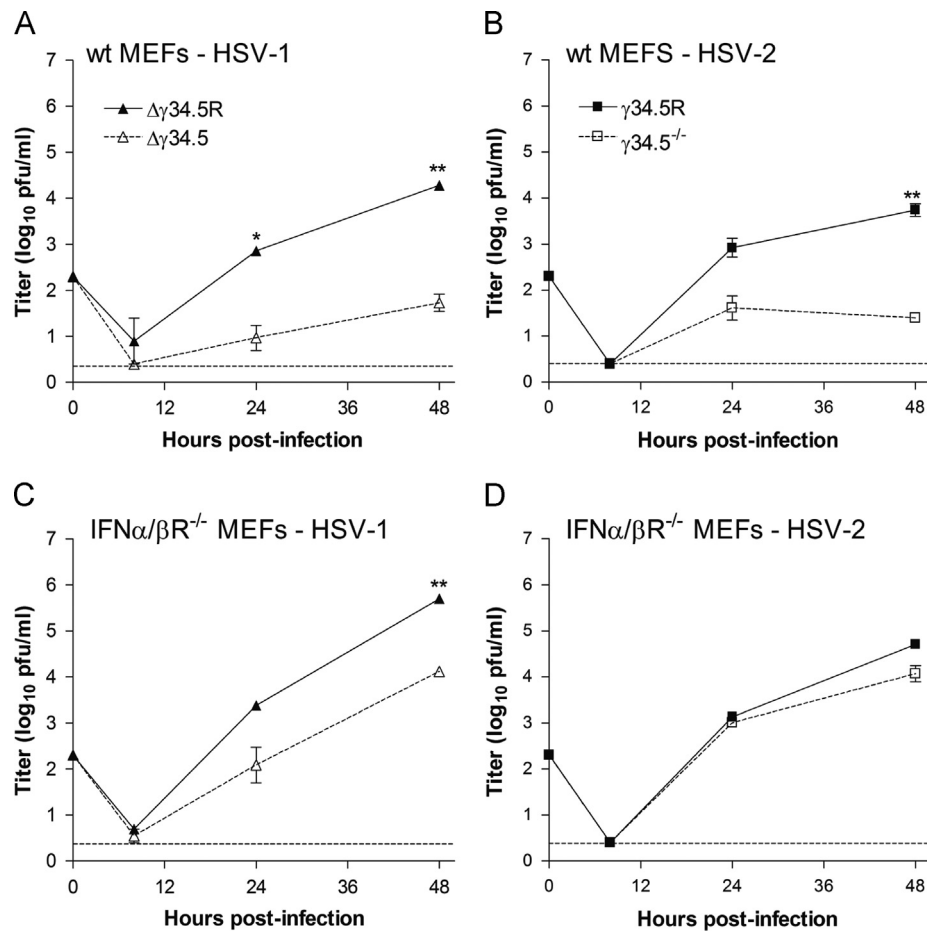 A
wt MEFs - HSV-1
Δγ34.5R
Δγ34.5
Titer (log10 pfu/ml)
7
6
5
4
3
2
1
0
*
**
0 12 24 36 48
Hours post-infection
B
wt MEFS - HSV-2
γ34.5R
γ34.5-/-
Titer (log10 pfu/ml)
7
6
5
4
3
2
1
0
**
0 12 24 36 48
Hours post-infection
C
IFNα/βR-/- MEFs - HSV-1
Titer (log10 pfu/ml)
7
6
5
4
3
2
1
0
**
0 12 24 36 48
Hours post-infection
D
IFNα/βR-/- MEFs - HSV-2
Titer (log10 pfu/ml)
7
6
5
4
3
2
1
0
0 12 24 36 48
Hours post-infection